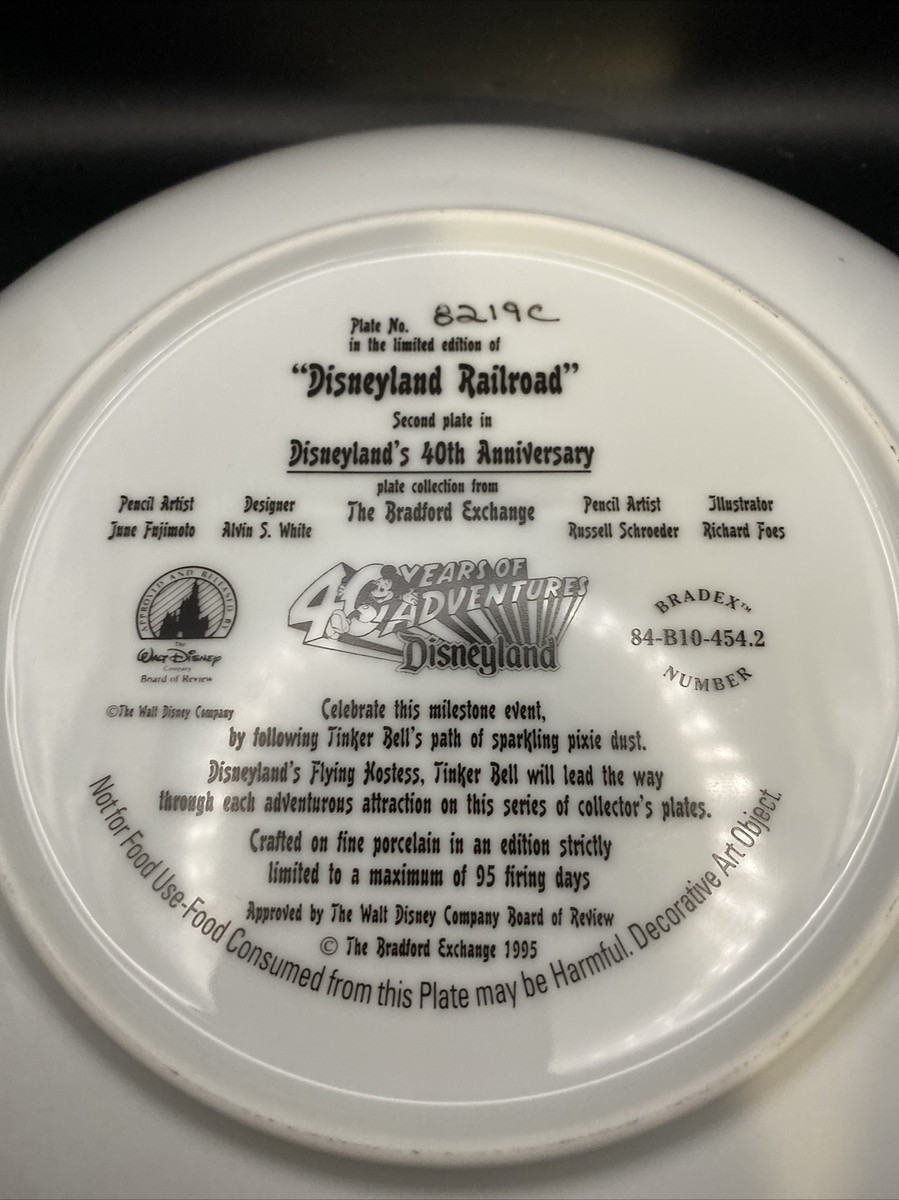 Plate No. 8219C
in the limited edition of
"Disneyland Railroad"
Second plate in
Disneyland's 40th Anniversary
plate collection from
The Bradford Exchange
Pencil Artist
June Fujimoto
Designer
Alvin S. White
Pencil Artist
Russell Schroeder
Illustrator
Richard Foes
APPROVED AND RELEASED BY
The
Walt Disney
Company
Board of Review
40 YEARS OF
ADVENTURES
Disneyland
BRADEX™
84-B10-454.2
NUMBER
©The Walt Disney Company
Celebrate this milestone event,
by following Tinker Bell's path of sparkling pixie dust.
Disneyland's Flying Hostess, Tinker Bell will lead the way
through each adventurous attraction on this series of collector's plates.
Crafted on fine porcelain in an edition strictly
limited to a maximum of 95 firing days
Approved by The Walt Disney Company Board of Review
© The Bradford Exchange 1995
Not for Food Use-Food Consumed from this Plate may be Harmful. Decorative Art Object.